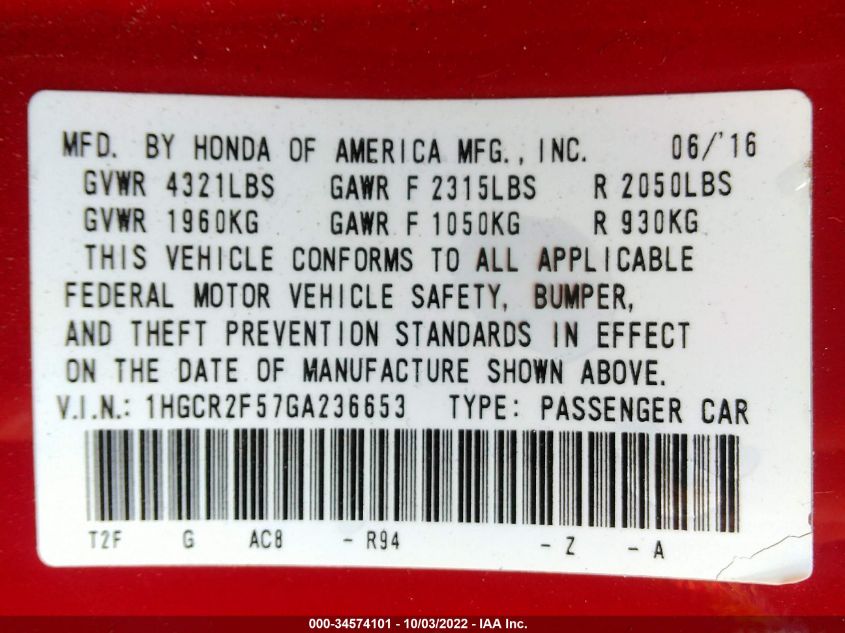 MFD. BY HONDA OF AMERICA MFG., INC. 06/'16
GVWR 4321LBS GAWR F 2315LBS R 2050LBS
GVWR 1960KG GAWR F 1050KG R 930KG
THIS VEHICLE CONFORMS TO ALL APPLICABLE
FEDERAL MOTOR VEHICLE SAFETY, BUMPER,
AND THEFT PREVENTION STANDARDS IN EFFECT
ON THE DATE OF MANUFACTURE SHOWN ABOVE.
V.I.N.: 1HGCR2F57GA236653 TYPE: PASSENGER CAR
T2F G AC8 - R94 - Z - A
000-34574101 - 10/03/2022 - IAA Inc.